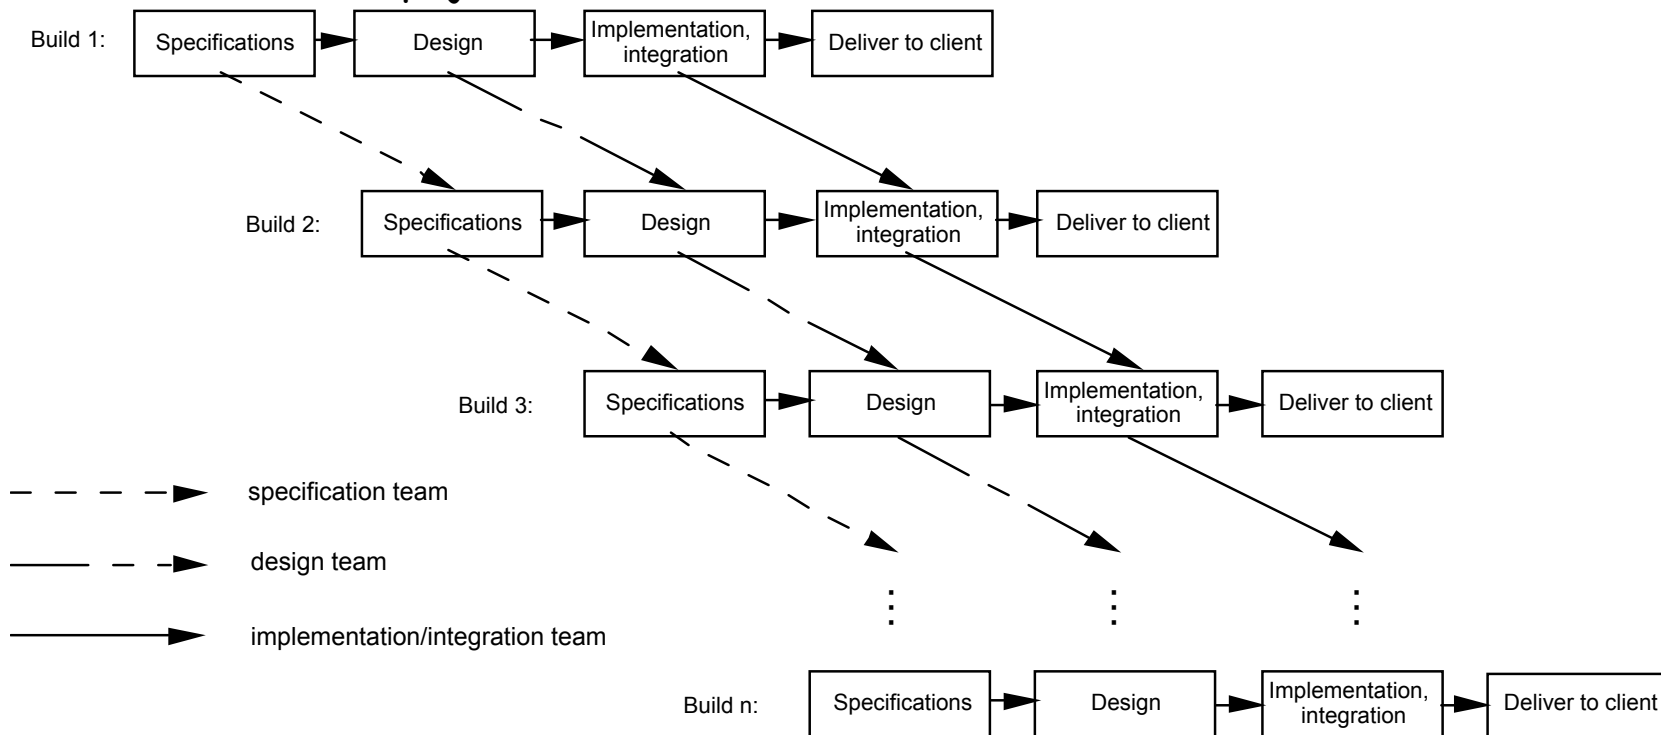 Build 1:
Specifications
Design
Implementation,
integration
Deliver to client
Build 2:
Specifications
Design
Implementation,
integration
Deliver to client
Build 3:
Specifications
Design
Implementation,
integration
Deliver to client
specification team
design team
implementation/integration team
Build n:
Specifications
Design
Implementation,
integration
Deliver to client